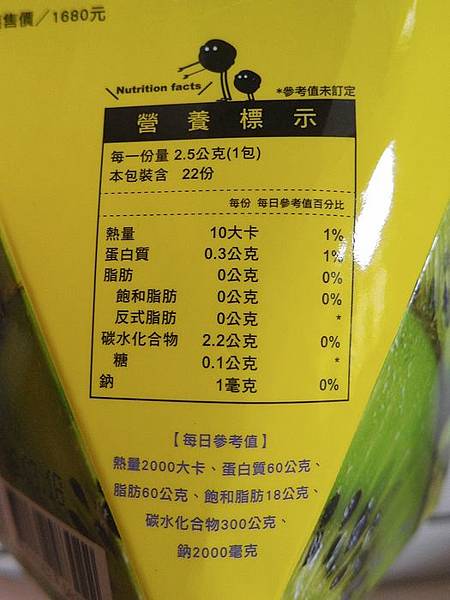 售價／1680元
Nutrition facts
*參考值未訂定
營養標示
每一份量 2.5公克(1包)
本包裝含 22份
每份 每日參考值百分比
熱量 10大卡 1%
蛋白質 0.3公克 1%
脂肪 0公克 0%
飽和脂肪 0公克 0%
反式脂肪 0公克 *
碳水化合物 2.2公克 0%
糖 0.1公克 *
鈉 1毫克 0%
【每日參考值】
熱量2000大卡、蛋白質60公克、
脂肪60公克、飽和脂肪18公克、
碳水化合物300公克、
鈉2000毫克